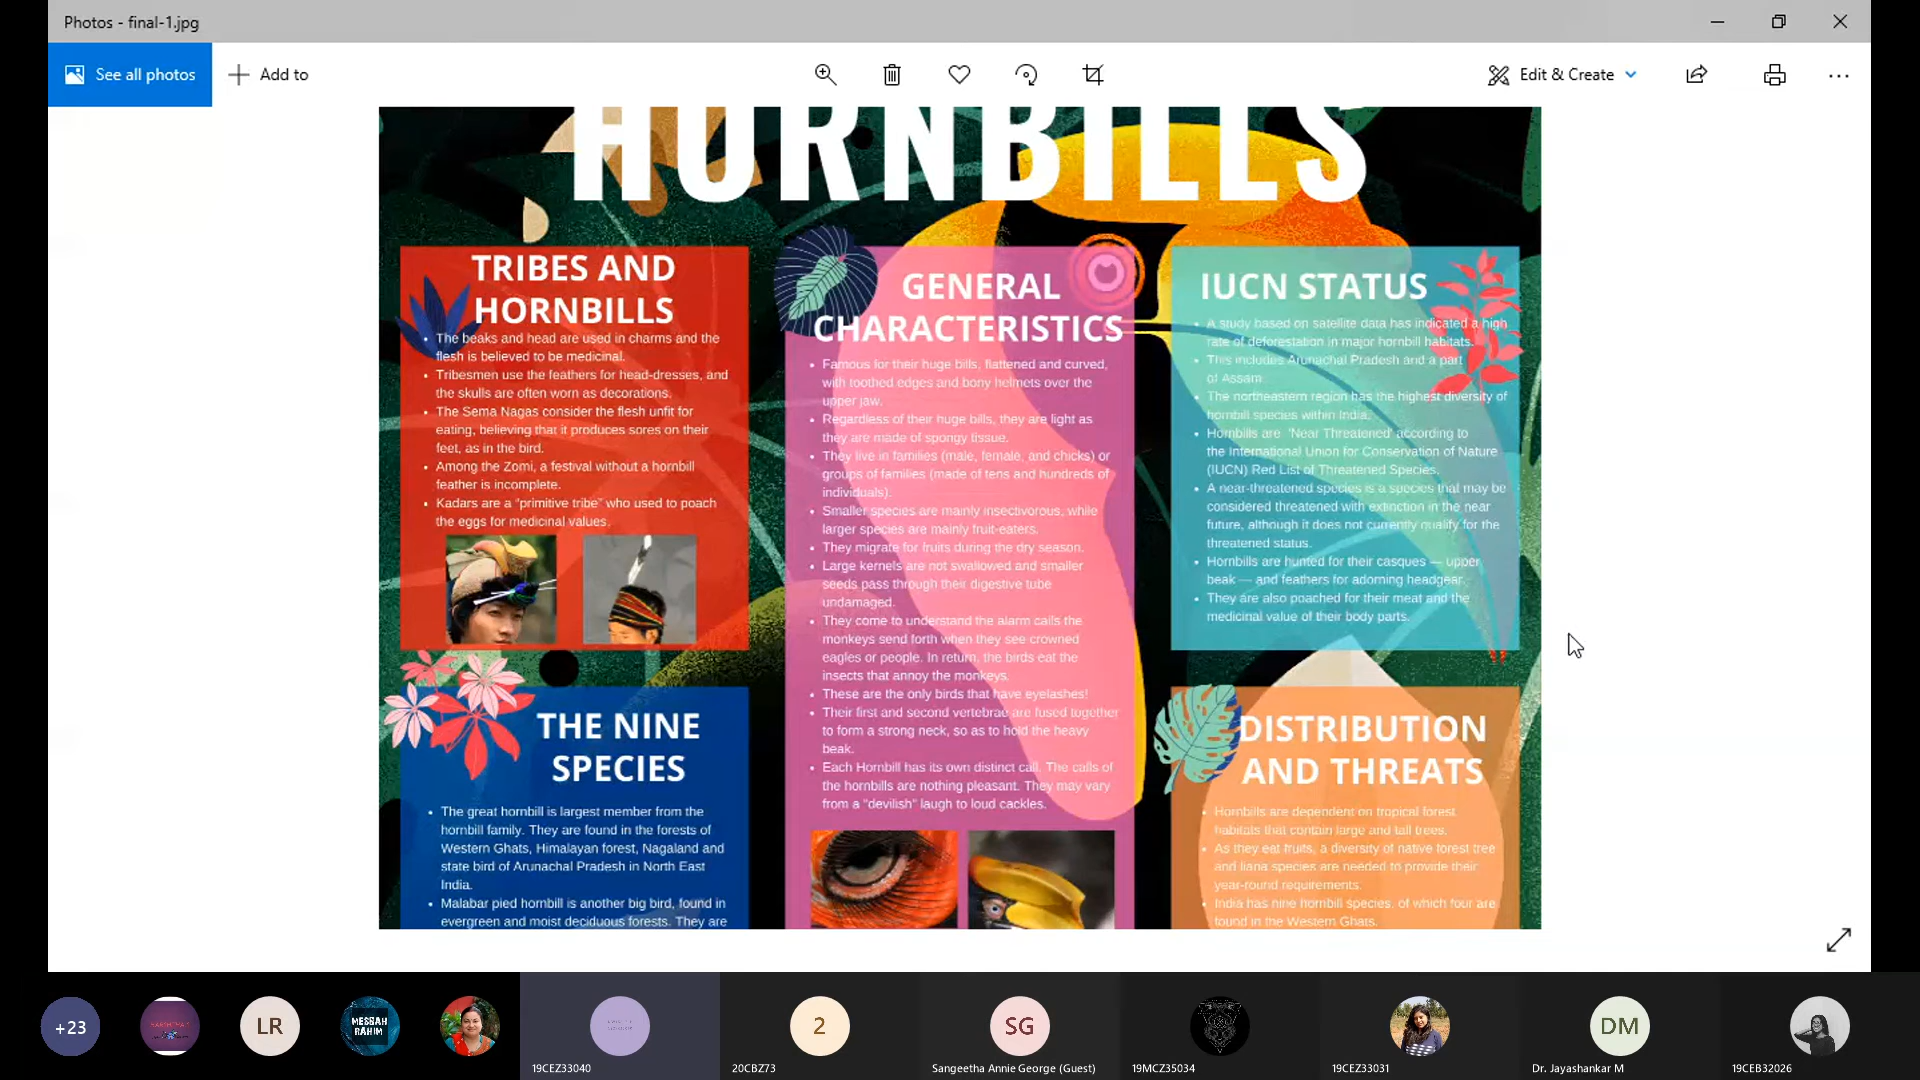 Photos - final-1.jpg
See all photos
Add to
Edit & Create
HORNBILLS
TRIBES AND
HORNBILLS
• The beaks and head are used in charms and the
flesh is believed to be medicinal.
• Tribesmen use the feathers for head-dresses, and
the skulls are often worn as decorations.
• The Sema Nagas consider the flesh unfit for
eating, believing that it produces sores on their
feet, as in the bird.
• Among the Zomi, a festival without a hornbill
feather is incomplete.
• Kadars are a "primitive tribe" who used to poach
the eggs for medicinal values.
THE NINE
SPECIES
• The great hornbill is largest member from the
hornbill family. They are found in the forests of
Western Ghats, Himalayan forest, Nagaland and
state bird of Arunachal Pradesh in North East
India.
• Malabar pied hornbill is another big bird, found in
evergreen and moist deciduous forests. They are
GENERAL
CHARACTERISTICS
• Famous for their huge bills, flattened and curved,
with toothed edges and bony helmets over the
upper jaw.
• Regardless of their huge bills, they are light as
they are made of spongy tissue.
• They live in families (male, female, and chicks) or
groups of families (made of tens and hundreds of
individuals).
• Smaller species are mainly insectivorous, while
larger species are mainly fruit-eaters.
• They migrate for fruits during the dry season.
• Large kernels are not swallowed and smaller
seeds pass through their digestive tube
undamaged.
• They come to understand the alarm calls the
monkeys send forth when they see crowned
eagles or people. In return, the birds eat the
insects that annoy the monkeys.
• These are the only birds that have eyelashes!
• Their first and second vertebrae are fused together
to form a strong neck, so as to hold the heavy
beak.
• Each Hornbill has its own distinct call. The calls of
the hornbills are nothing pleasant. They may vary
from a "devilish" laugh to loud cackles.
IUCN STATUS
• A study based on satellite data has indicated a high
rate of deforestation in major hornbill habitats.
• This includes Arunachal Pradesh and a part
of Assam.
• The northeastern region has the highest diversity of
hornbill species within India.
• Hornbills are 'Near Threatened' according to
the International Union for Conservation of Nature
(IUCN) Red List of Threatened Species.
• A near-threatened species is a species that may be
considered threatened with extinction in the near
future, although it does not currently qualify for the
threatened status.
• Hornbills are hunted for their casques — upper
beak — and feathers for adorning headgear.
• They are also poached for their meat and the
medicinal value of their body parts.
DISTRIBUTION
AND THREATS
• Hornbills are dependent on tropical forest
habitats that contain large and tall trees.
• As they eat fruits, a diversity of native forest tree
and liana species are needed to provide their
year-round requirements.
• India has nine hornbill species, of which four are
found in the Western Ghats.
+23
LR
MESBAH
RAHIM
2
SG
DM
19CEZ33040
20CBZ73
Sangeetha Annie George (Guest)
19MCZ35034
19CEZ33031
Dr. Jayashankar M
19CEB32026